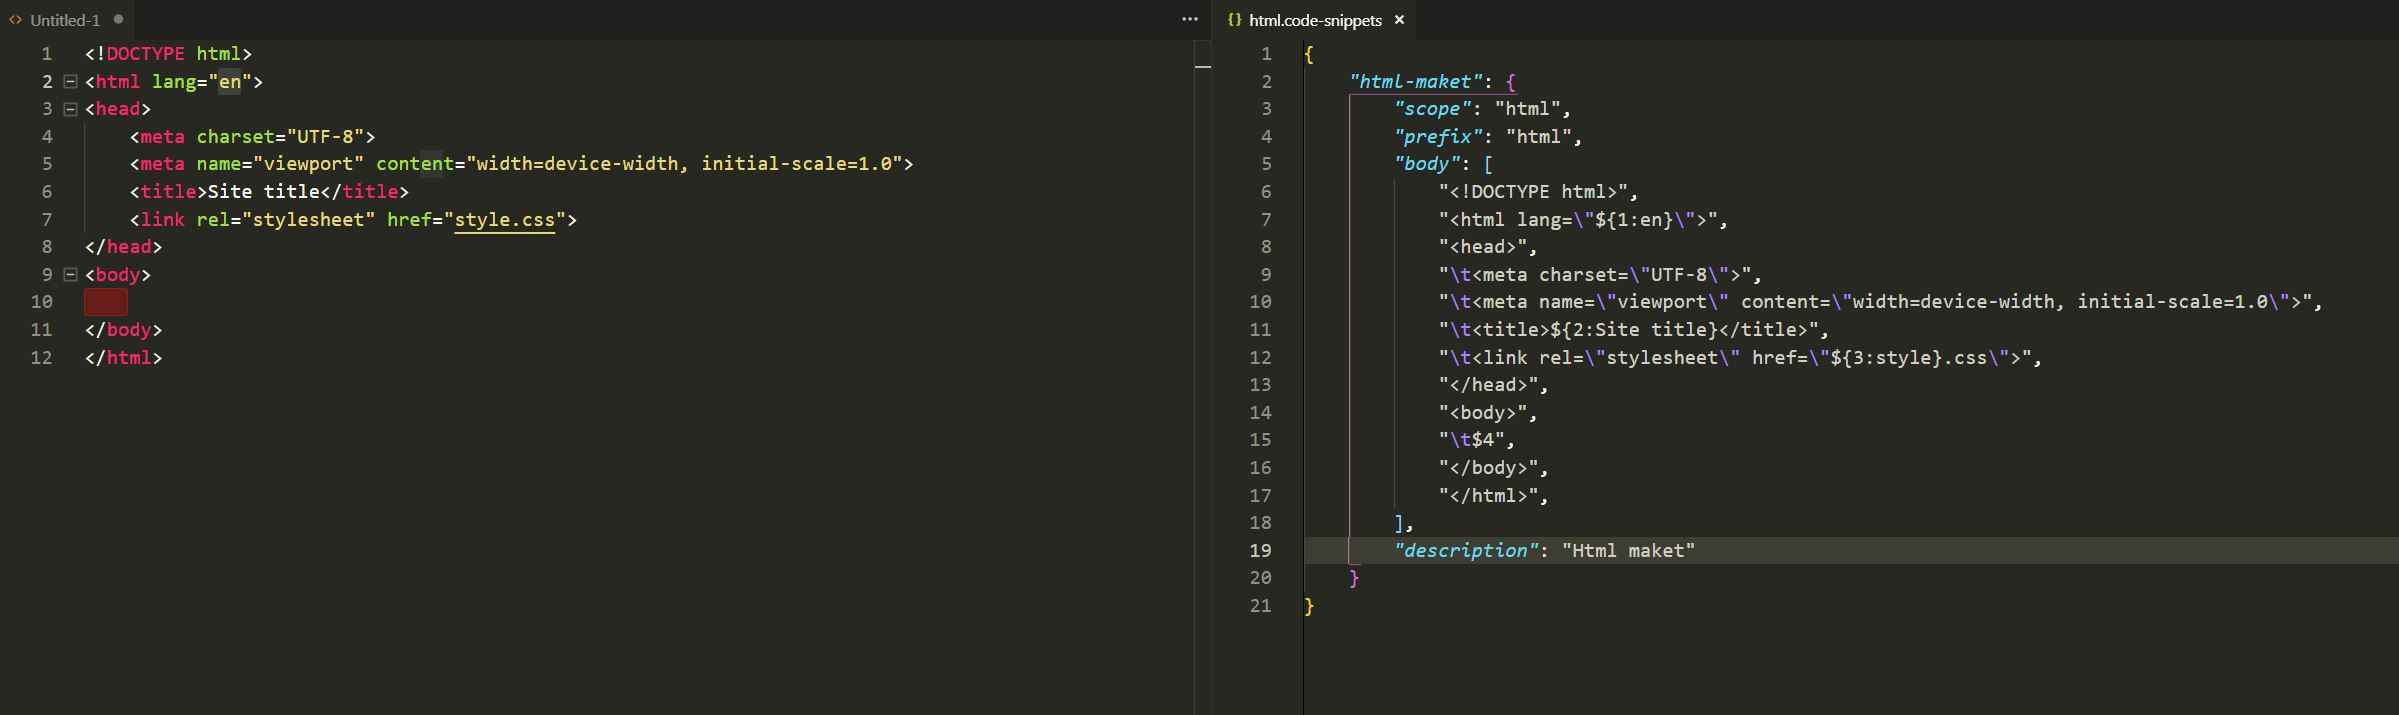 Untitled-1
1 <!DOCTYPE html>
2 <html lang="en">
3 <head>
4     <meta charset="UTF-8">
5     <meta name="viewport" content="width=device-width, initial-scale=1.0">
6     <title>Site title</title>
7     <link rel="stylesheet" href="style.css">
8 </head>
9 <body>
10
11 </body>
12 </html>
html.code-snippets
1 {
2     "html-maket": {
3         "scope": "html",
4         "prefix": "html",
5         "body": [
6             "<!DOCTYPE html>",
7             "<html lang=\"${1:en}\">",
8             "<head>",
9             "\t<meta charset=\"UTF-8\">",
10             "\t<meta name=\"viewport\" content=\"width=device-width, initial-scale=1.0\">",
11             "\t<title>${2:Site title}</title>",
12             "\t<link rel=\"stylesheet\" href=\"${3:style}.css\">",
13             "</head>",
14             "<body>",
15             "\t$4",
16             "</body>",
17             "</html>",
18         ],
19         "description": "Html maket"
20     }
21 }